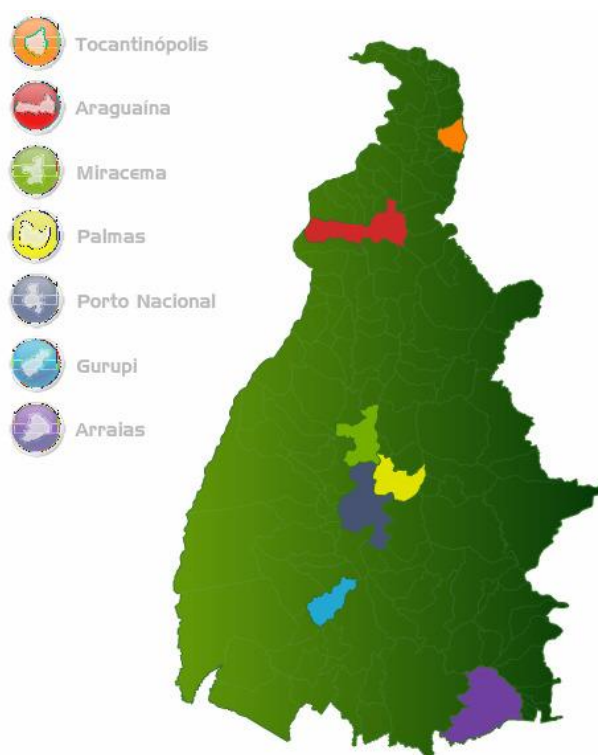 Tocantinópolis
Araguaína
Miracema
Palmas
Porto Nacional
Gurupi
Arraias